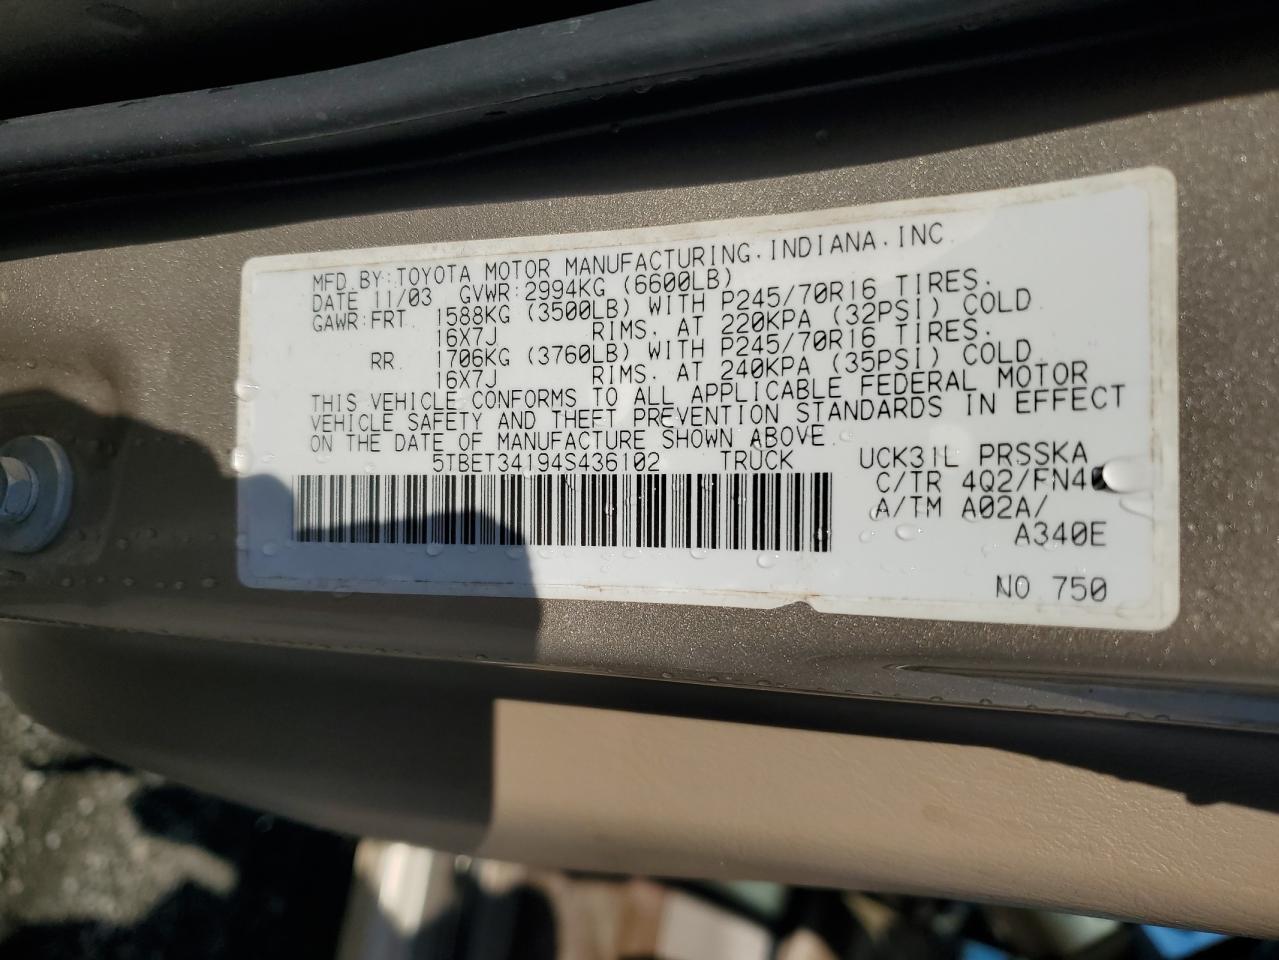 MFD. BY: TOYOTA MOTOR MANUFACTURING. INDIANA. INC.
DATE 11/03 GVWR: 2994KG (6600LB)
GAWR: FRT. 1588KG (3500LB) WITH P245/70R16 TIRES.
16X7J RIMS. AT 220KPA (32PSI) COLD
RR. 1706KG (3760LB) WITH P245/70R16 TIRES.
16X7J RIMS. AT 240KPA (35PSI) COLD.
THIS VEHICLE CONFORMS TO ALL APPLICABLE FEDERAL MOTOR
VEHICLE SAFETY AND THEFT PREVENTION STANDARDS IN EFFECT
ON THE DATE OF MANUFACTURE SHOWN ABOVE.
5TBET34194S436102 TRUCK UCK31L PRSSKA
C/TR 4Q2/FN40
A/TM A02A/
A340E
NO 750